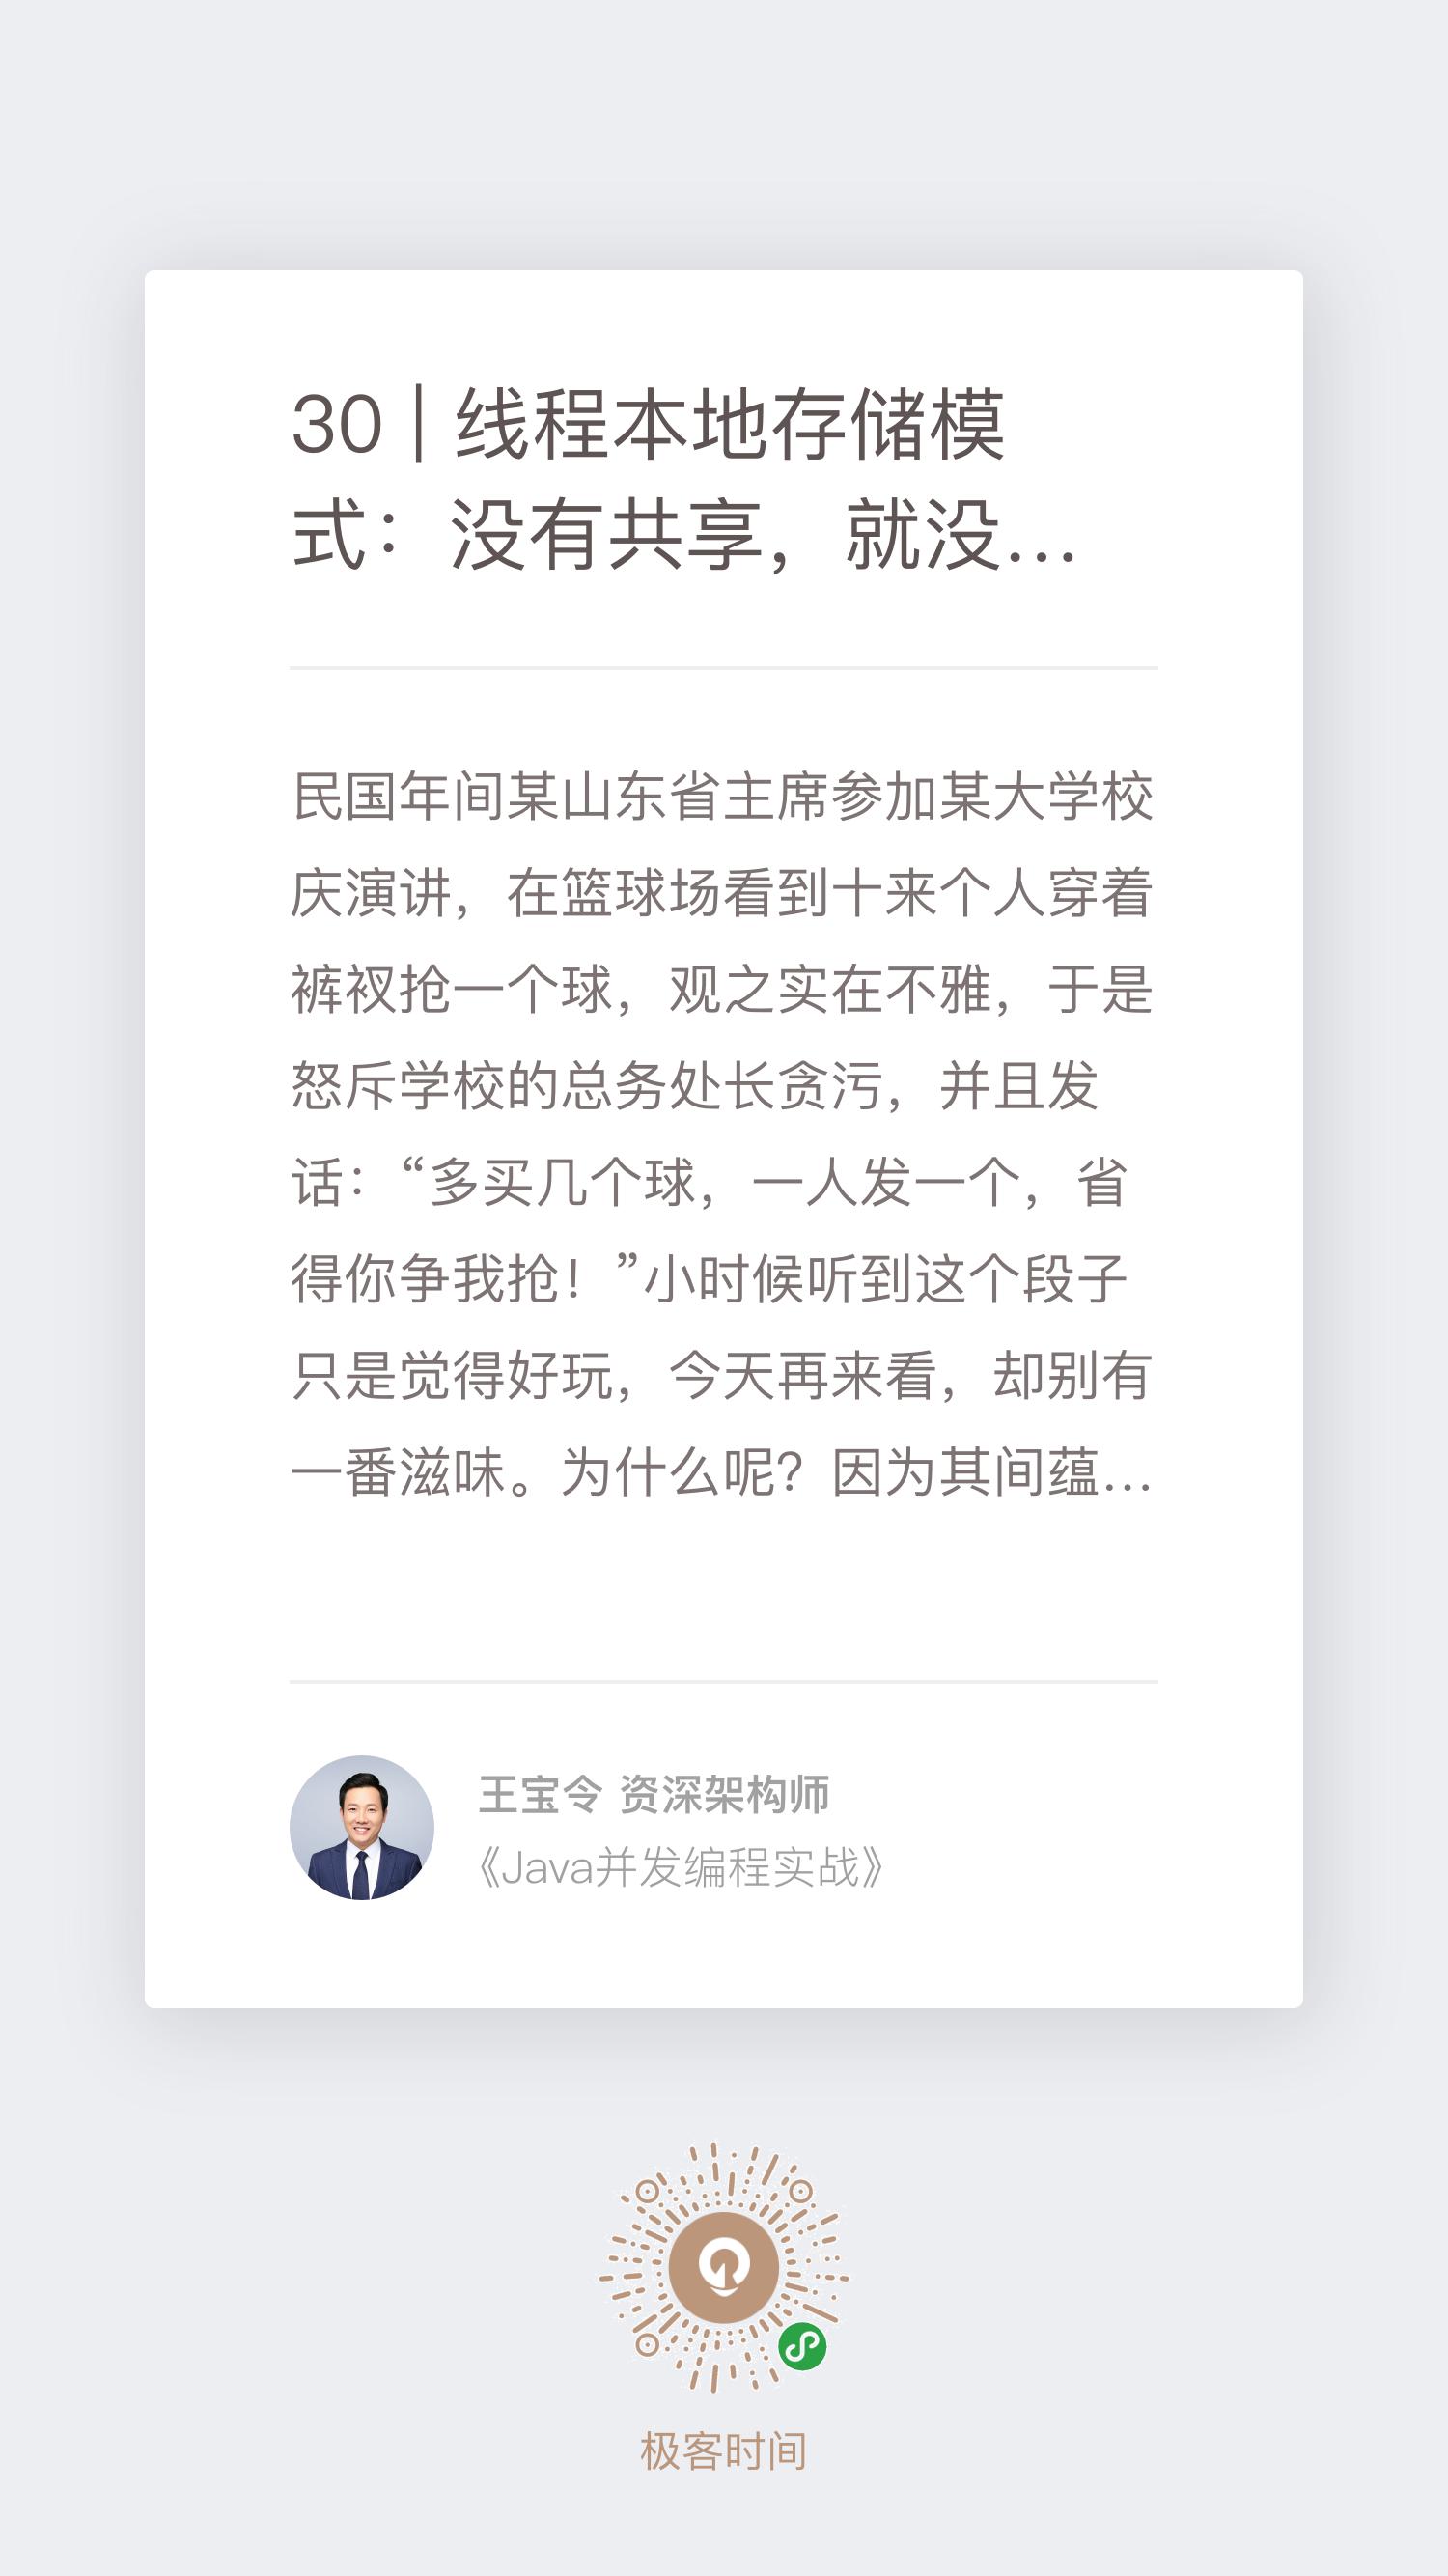 30 | 线程本地存储模
式：没有共享，就没...
民国年间某山东省主席参加某大学校
庆演讲，在篮球场看到十来个人穿着
裤衩抢一个球，观之实在不雅，于是
怒斥学校的总务处长贪污，并且发
话：“多买几个球，一人发一个，省
得你争我抢！”小时候听到这个段子
只是觉得好玩，今天再来看，却别有
一番滋味。为什么呢？因为其间蕴...
王宝令 资深架构师
《Java并发编程实战》
极客时间